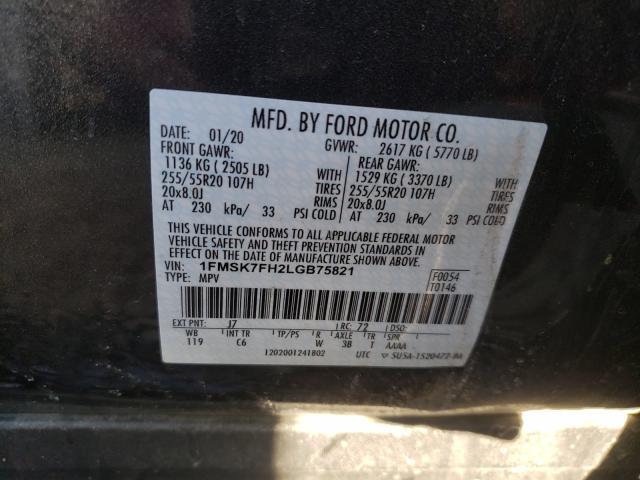 MFD. BY FORD MOTOR CO.
DATE: 01/20 GVWR: 2617 KG ( 5770 LB)
FRONT GAWR: REAR GAWR:
1136 KG ( 2505 LB) WITH 1529 KG ( 3370 LB) WITH
255/55R20 107H TIRES 255/55R20 107H TIRES
20x8.0J RIMS 20x8.0J RIMS
AT 230 kPa/ 33 PSI COLD AT 230 kPa/ 33 PSI COLD
THIS VEHICLE CONFORMS TO ALL APPLICABLE FEDERAL MOTOR
VEHICLE SAFETY AND THEFT PREVENTION STANDARDS IN
EFFECT ON THE DATE OF MANUFACTURE SHOWN ABOVE.
VIN: 1FMSK7FH2LGB75821 F0054
TYPE: MPV T0146
EXT PNT: J7 RC: 72 DSO:
WB INT TR TP/PS R AXLE TR SPR
119 C6 W 3B T AAAA
1202001241802 UTC SU5A-1520472-BA